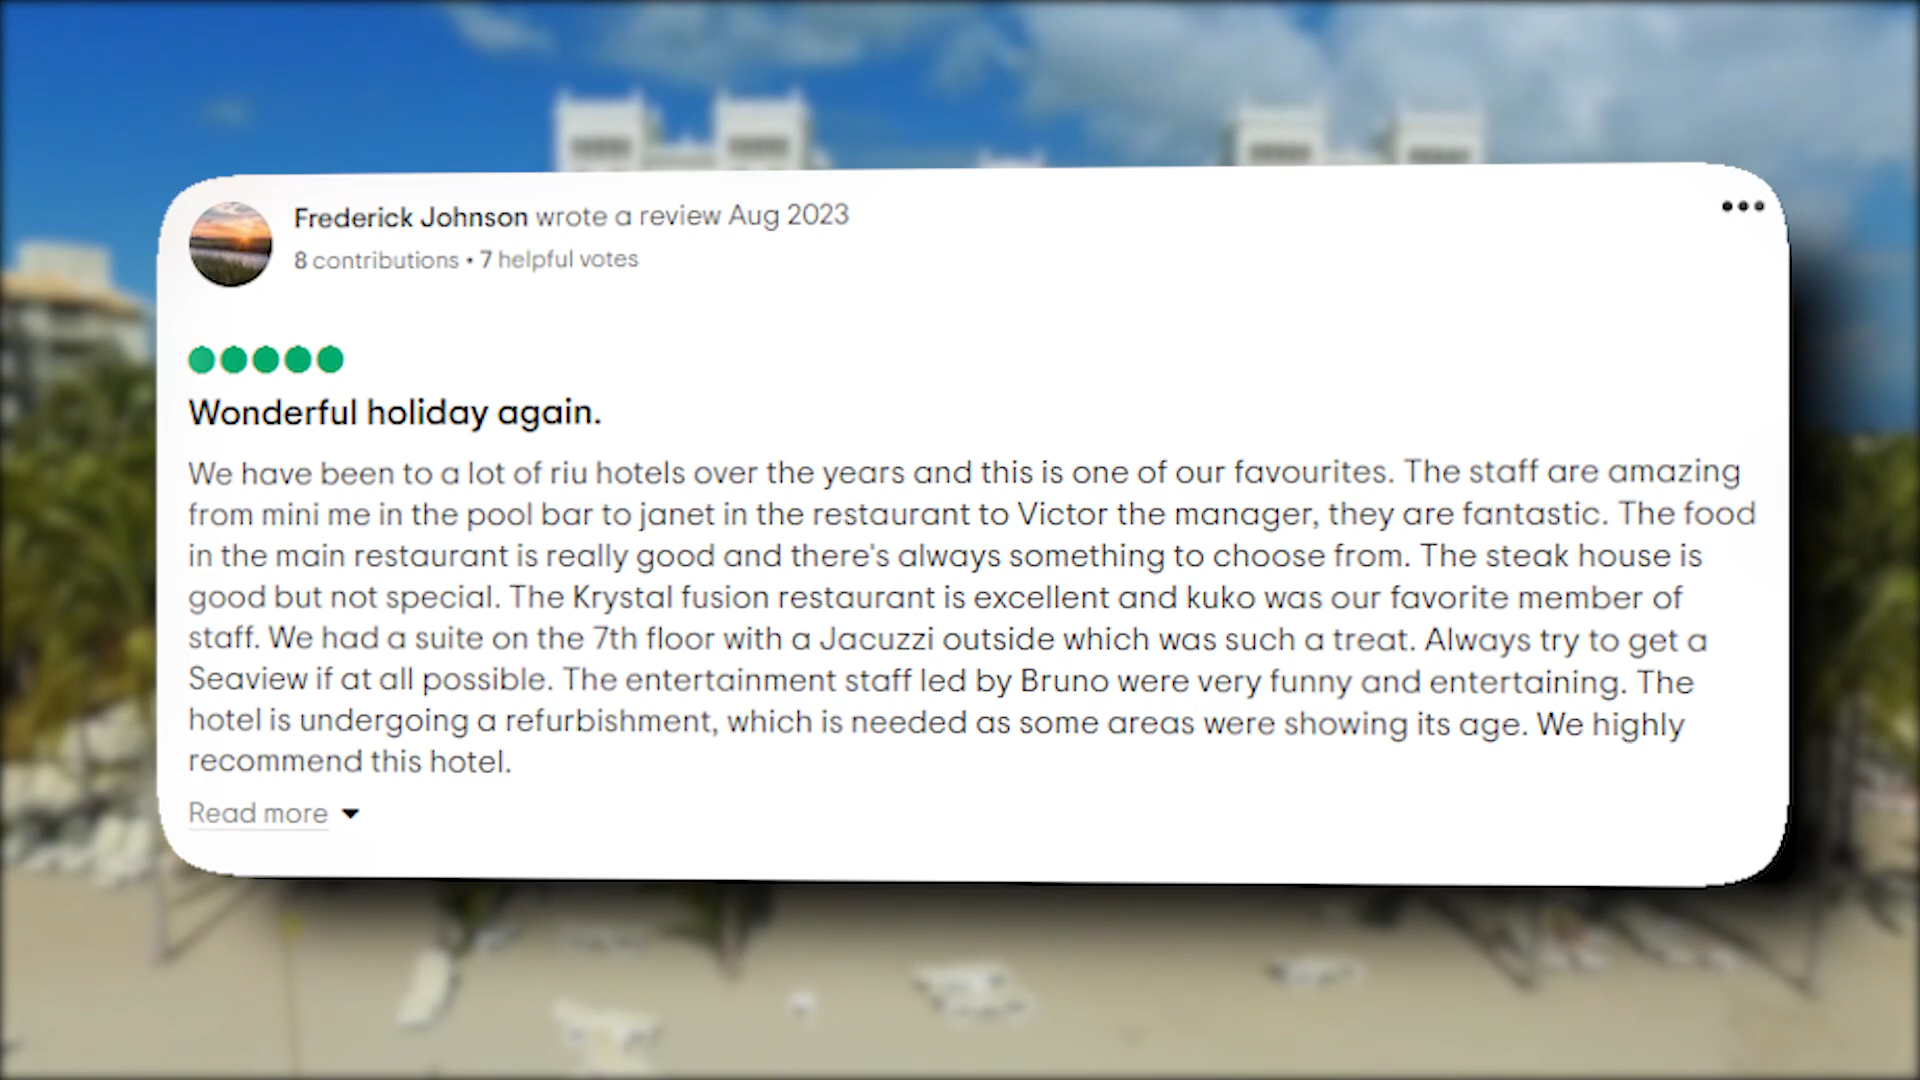 Frederick Johnson wrote a review Aug 2023
8 contributions • 7 helpful votes
Wonderful holiday again.
We have been to a lot of riu hotels over the years and this is one of our favourites. The staff are amazing
from mini me in the pool bar to janet in the restaurant to Victor the manager, they are fantastic. The food
in the main restaurant is really good and there's always something to choose from. The steak house is
good but not special. The Krystal fusion restaurant is excellent and kuko was our favorite member of
staff. We had a suite on the 7th floor with a Jacuzzi outside which was such a treat. Always try to get a
Seaview if at all possible. The entertainment staff led by Bruno were very funny and entertaining. The
hotel is undergoing a refurbishment, which is needed as some areas were showing its age. We highly
recommend this hotel.
Read more